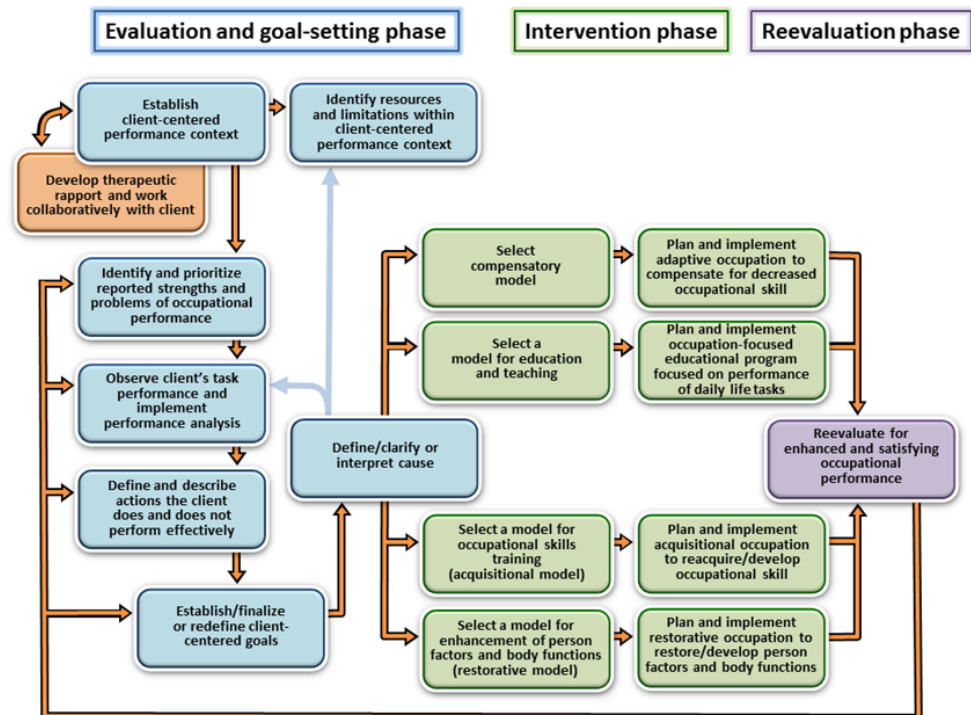 Evaluation and goal-setting phase
Intervention phase
Reevaluation phase
Establish
client-centered
performance context
Identify resources
and limitations within
client-centered
performance context
Develop therapeutic
rapport and work
collaboratively with client
Identify and prioritize
reported strengths and
problems of occupational
performance
Observe client's task
performance and
implement
performance analysis
Define and describe
actions the client
does and does not
perform effectively
Establish/finalize
or redefine client-
centered goals
Define/clarify or
interpret cause
Select
compensatory
model
Plan and implement
adaptive occupation to
compensate for decreased
occupational skill
Select a
model for education
and teaching
Plan and implement
occupation-focused
educational program
focused on performance
of daily life tasks
Select a model for
occupational skills
training
(acquisitional model)
Plan and implement
acquisitional occupation
to reacquire/develop
occupational skill
Select a model for
enhancement of person
factors and body functions
(restorative model)
Plan and implement
restorative occupation to
restore/develop person
factors and body functions
Reevaluate for
enhanced and satisfying
occupational
performance